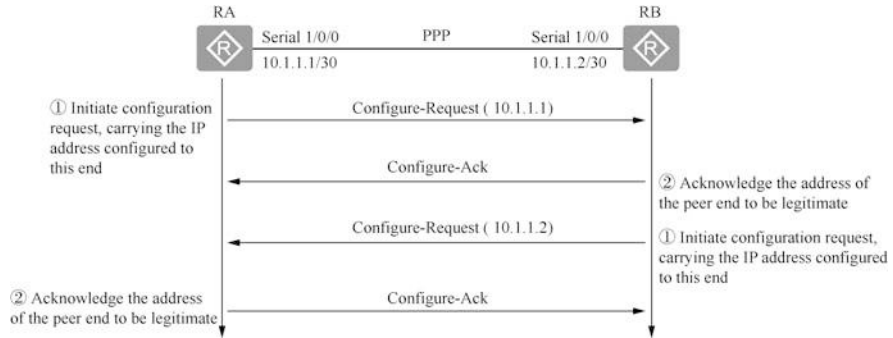 RA
RB
Serial 1/0/0
PPP
Serial 1/0/0
R
R
10.1.1.1/30
10.1.1.2/30
① Initiate configuration
request, carrying the IP
address configured to
this end
Configure-Request ( 10.1.1.1)
Configure-Ack
② Acknowledge the address of
the peer end to be legitimate
Configure-Request ( 10.1.1.2)
① Initiate configuration request,
carrying the IP address configured
to this end
② Acknowledge the address
of the peer end to be legitimate
Configure-Ack